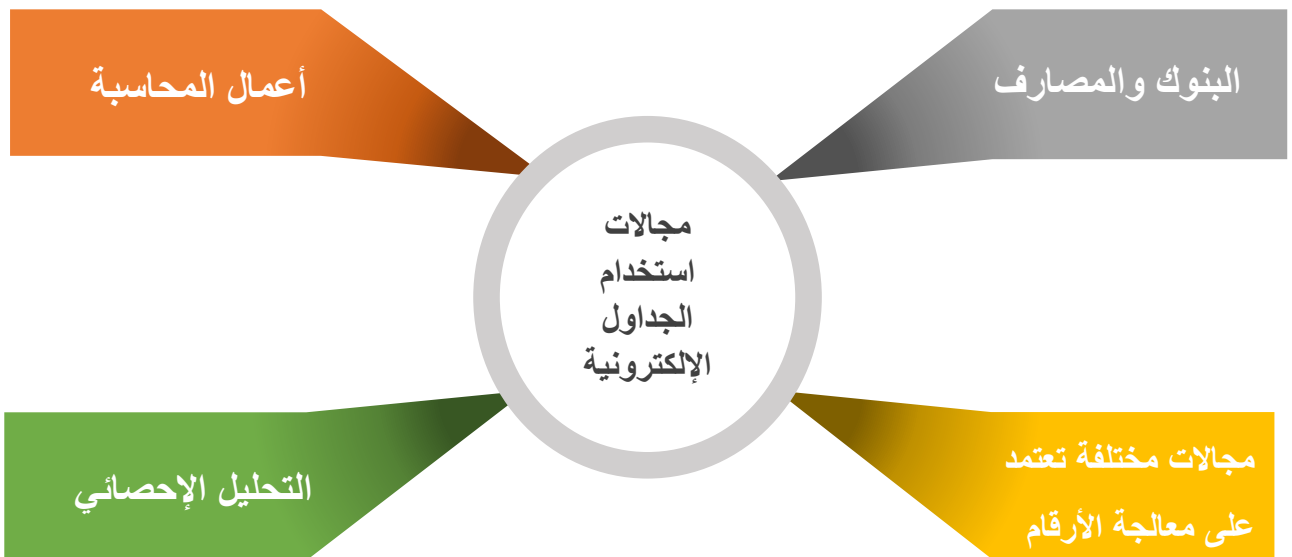 البنوك والمصارف
أعمال المحاسبة
مجالات
استخدام
الجداول
الإلكترونية
مجالات مختلفة تعتمد
على معالجة الأرقام
التحليل الإحصائي